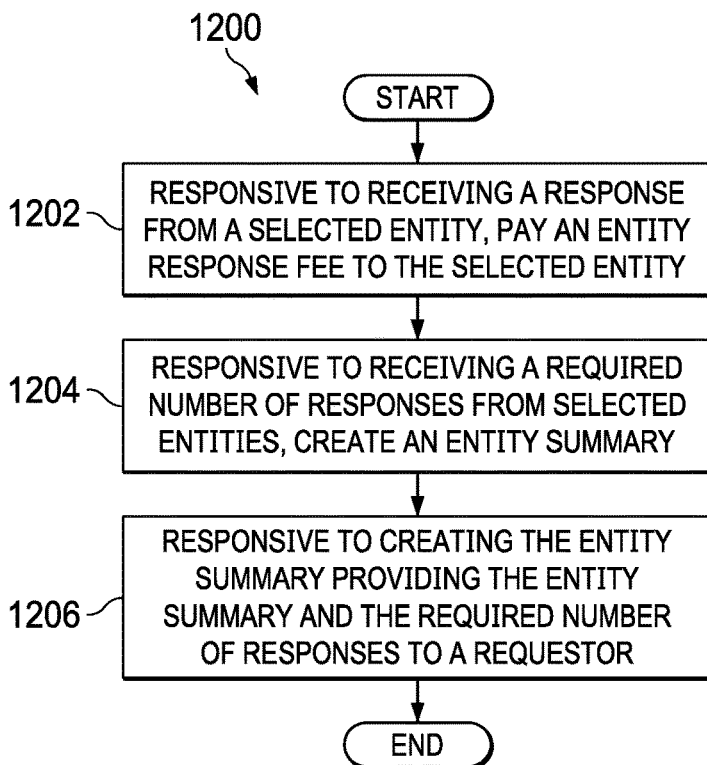 1200
START
1202
RESPONSIVE TO RECEIVING A RESPONSE
FROM A SELECTED ENTITY, PAY AN ENTITY
RESPONSE FEE TO THE SELECTED ENTITY
1204
RESPONSIVE TO RECEIVING A REQUIRED
NUMBER OF RESPONSES FROM SELECTED
ENTITIES, CREATE AN ENTITY SUMMARY
1206
RESPONSIVE TO CREATING THE ENTITY
SUMMARY PROVIDING THE ENTITY
SUMMARY AND THE REQUIRED NUMBER
OF RESPONSES TO A REQUESTOR
END